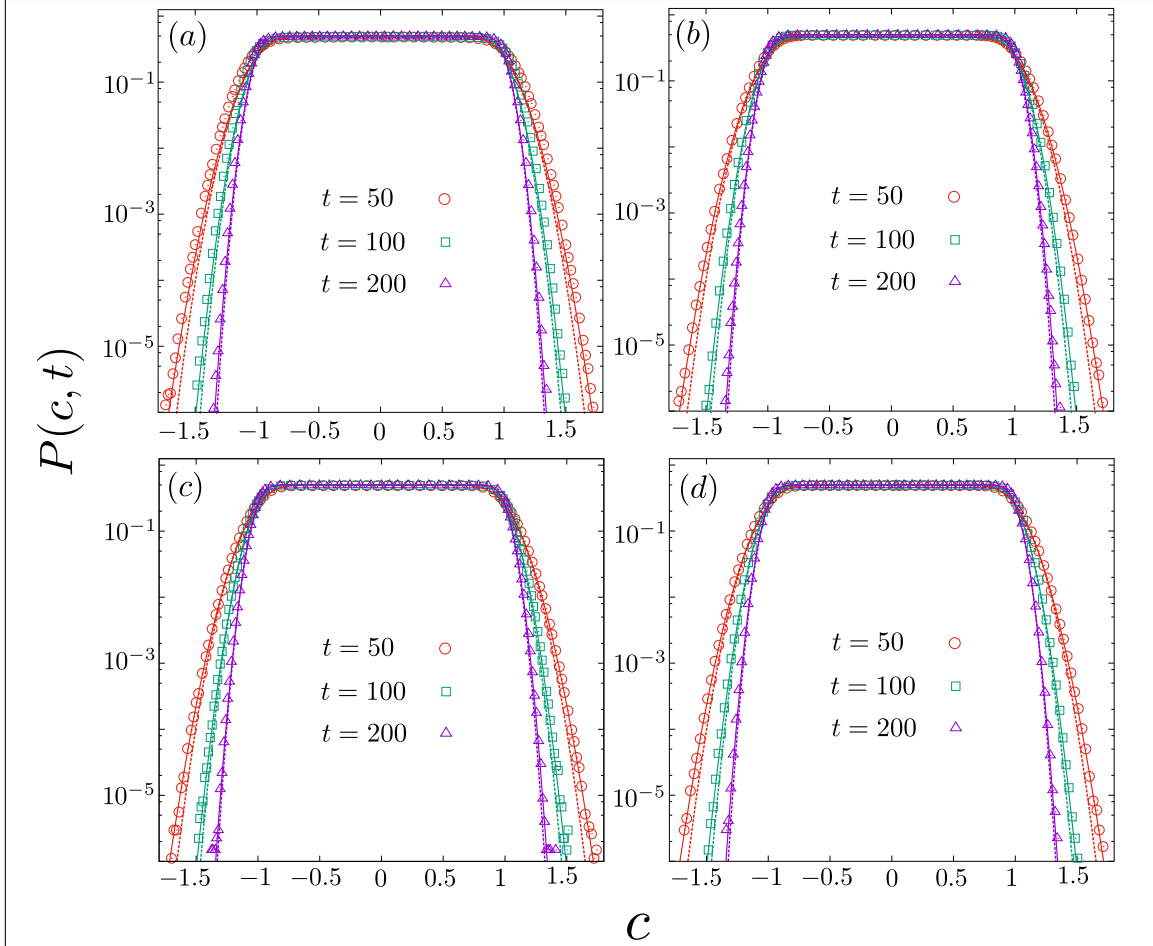 (a)
10^{-1}
10^{-3}
10^{-5}
t = 50
t = 100
t = 200
−1.5 −1 −0.5 0 0.5 1 1.5
(b)
10^{-1}
10^{-3}
10^{-5}
t = 50
t = 100
t = 200
−1.5 −1 −0.5 0 0.5 1 1.5
P(c, t)
(c)
10^{-1}
10^{-3}
10^{-5}
t = 50
t = 100
t = 200
−1.5 −1 −0.5 0 0.5 1 1.5
(d)
10^{-1}
10^{-3}
10^{-5}
t = 50
t = 100
t = 200
−1.5 −1 −0.5 0 0.5 1 1.5
c